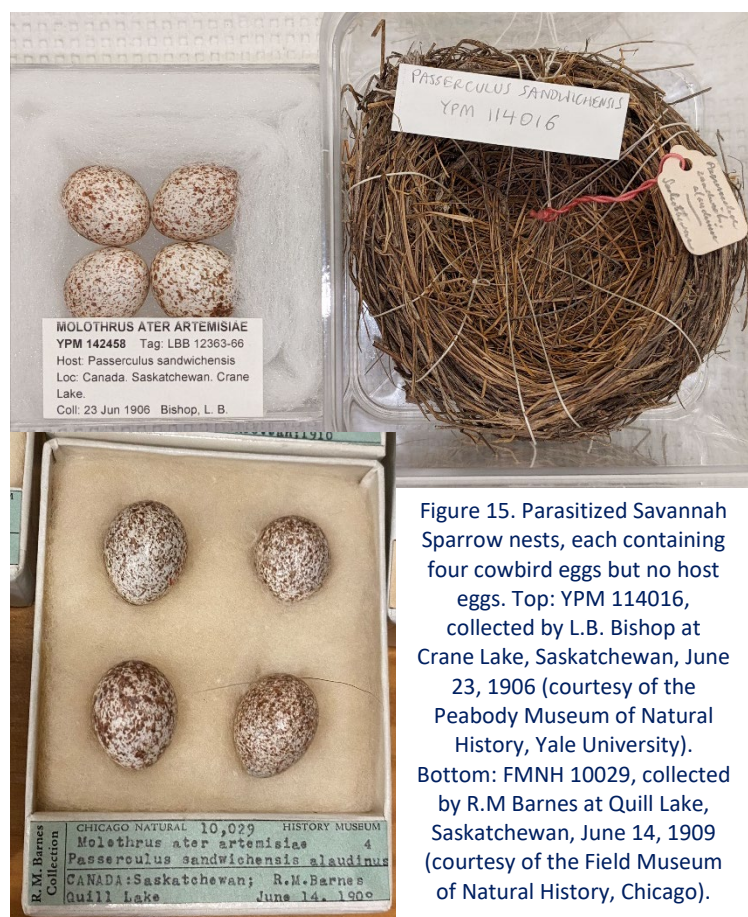 PASSERCULUS SANDWICHENSIS
YPM 114016
Passerculus
sandwich.
alaudinus
Saskatchewan
MOLOTHRUS ATER ARTEMISIAE
YPM 142458 Tag: LBB 12363-66
Host: Passerculus sandwichensis
Loc: Canada. Saskatchewan. Crane
Lake.
Coll: 23 Jun 1906 Bishop, L. B.
R. M. Barnes
Collection
CHICAGO NATURAL 10,029 HISTORY MUSEUM
Molothrus ater artemisiae 4
Passerculus sandwichensis alaudinus
CANADA:Saskatchewan; R.M.Barnes
Quill Lake June 14, 190
Figure 15. Parasitized Savannah
Sparrow nests, each containing
four cowbird eggs but no host
eggs. Top: YPM 114016,
collected by L.B. Bishop at
Crane Lake, Saskatchewan, June
23, 1906 (courtesy of the
Peabody Museum of Natural
History, Yale University).
Bottom: FMNH 10029, collected
by R.M Barnes at Quill Lake,
Saskatchewan, June 14, 1909
(courtesy of the Field Museum
of Natural History, Chicago).